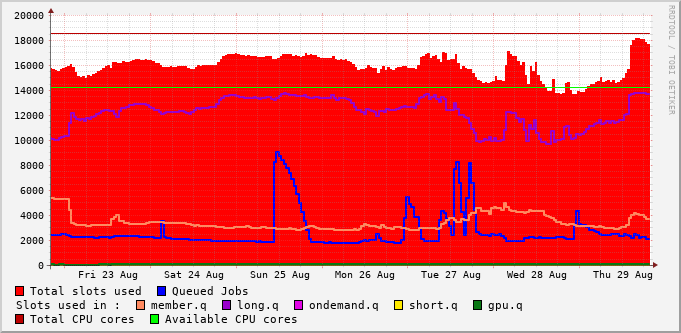 RRDTOOL / TOBI OETIKER
20000
18000
16000
14000
12000
10000
8000
6000
4000
2000
0
Fri 23 Aug Sat 24 Aug Sun 25 Aug Mon 26 Aug Tue 27 Aug Wed 28 Aug Thu 29 Aug
Total slots used Queued Jobs
Slots used in : member.q long.q ondemand.q short.q gpu.q
Total CPU cores Available CPU cores